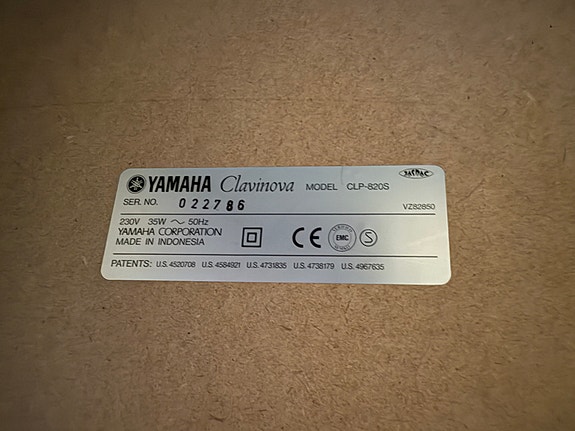 YAMAHA Clavinova MODEL CLP-820S
SER. NO. 022786
VZ82850
230V 35W ~ 50Hz
YAMAHA CORPORATION
MADE IN INDONESIA
CE EMC S
PATENTS: U.S. 4520708 U.S. 4584921 U.S. 4731835 U.S. 4738179 U.S. 4967635